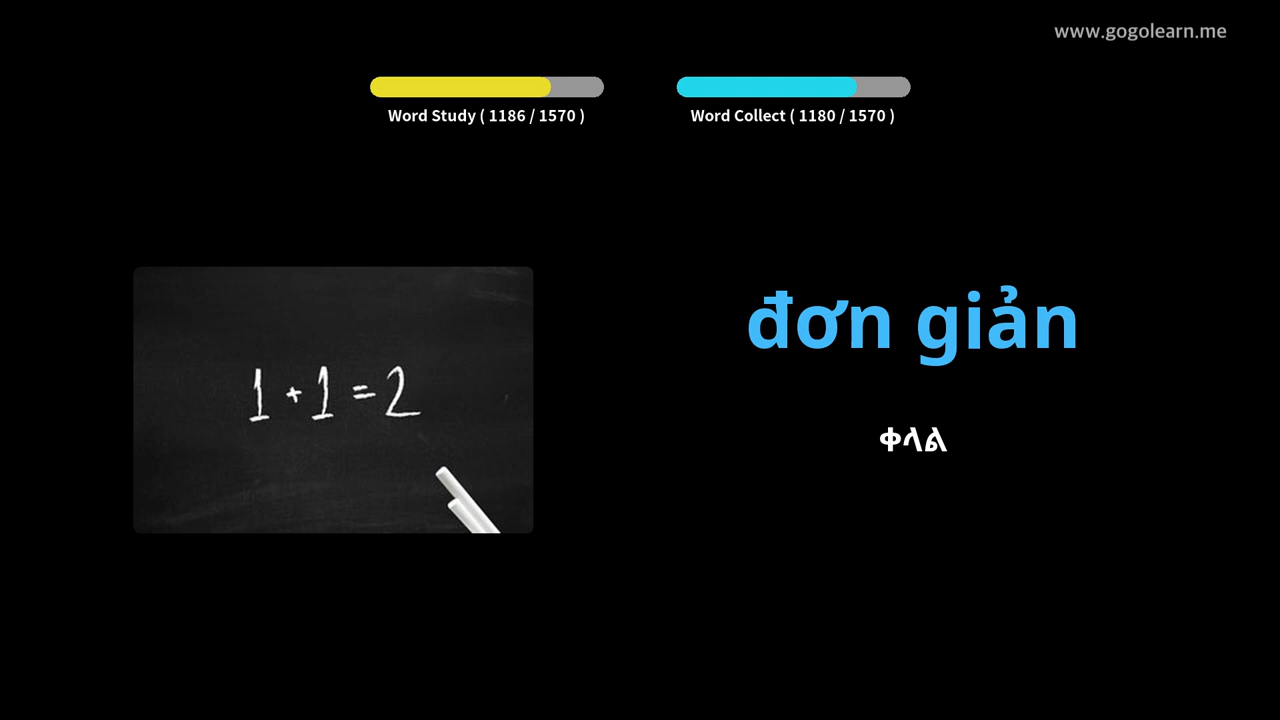 www.gogolearn.me
Word Study ( 1186 / 1570 )
Word Collect ( 1180 / 1570 )
1 + 1 = 2
đơn giản
ቀላል